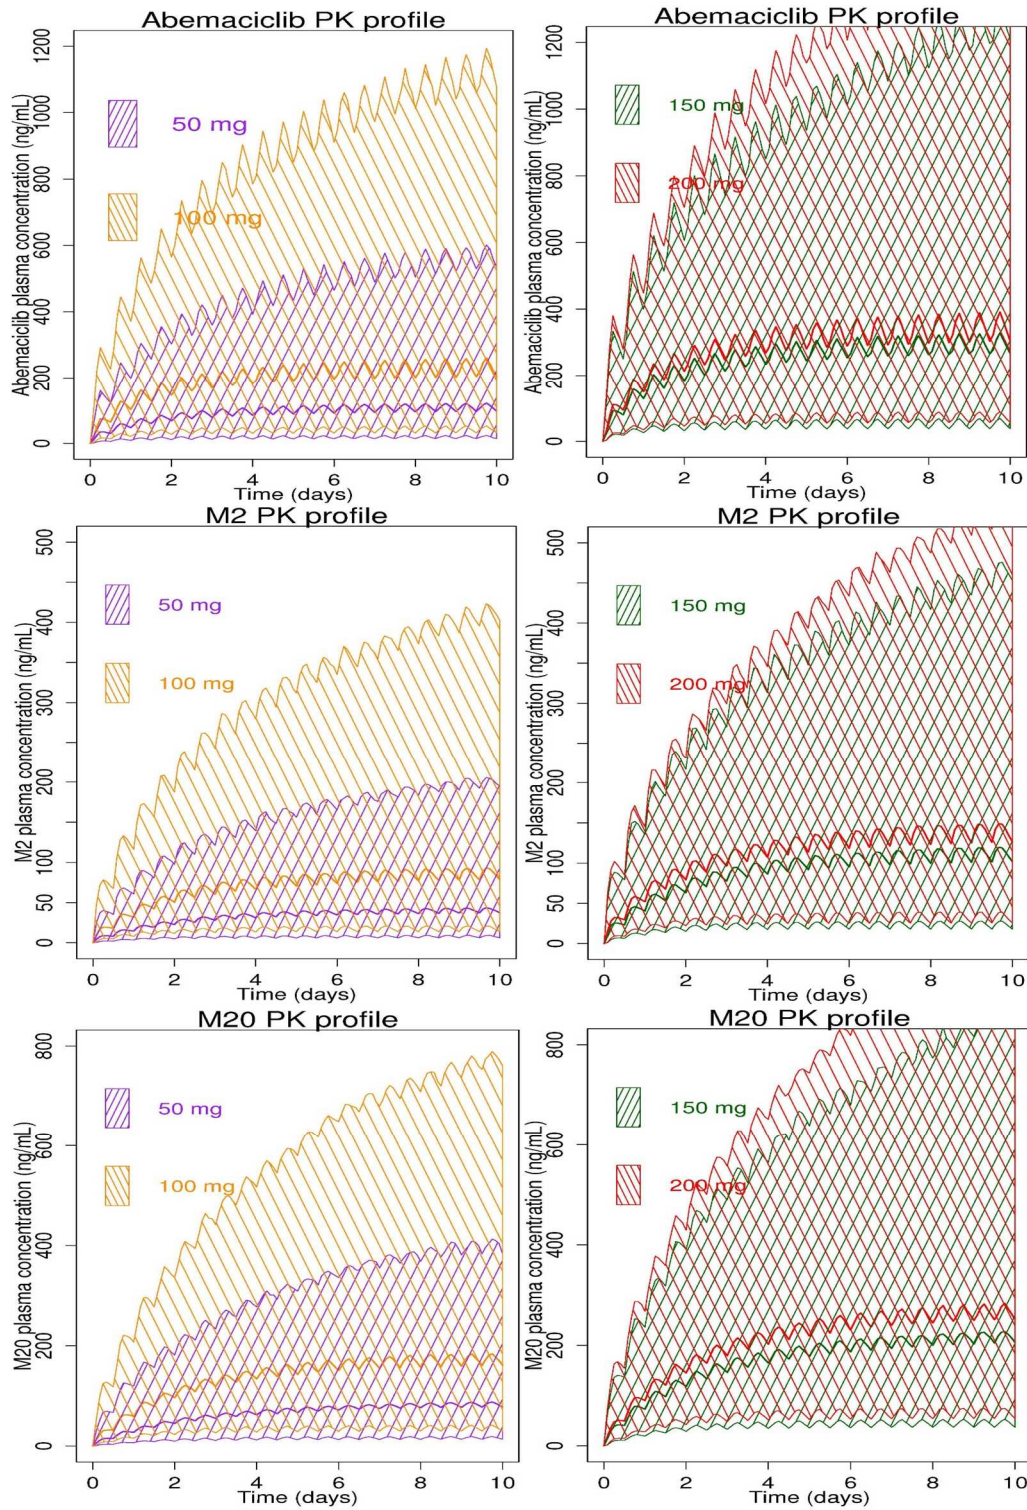 Abemaciclib PK profile
Abemaciclib plasma concentration (ng/mL)
1200
1000
800
600
400
200
0
50 mg
100 mg
0 2 4 6 8 10
Time (days)
Abemaciclib PK profile
Abemaciclib plasma concentration (ng/mL)
1200
1000
800
600
400
200
0
150 mg
200 mg
0 2 4 6 8 10
Time (days)
M2 PK profile
M2 plasma concentration (ng/mL)
500
400
300
200
100
50
0
50 mg
100 mg
0 2 4 6 8 10
Time (days)
M2 PK profile
M2 plasma concentration (ng/mL)
500
400
300
200
100
50
0
150 mg
200 mg
0 2 4 6 8 10
Time (days)
M20 PK profile
M20 plasma concentration (ng/mL)
800
600
400
200
0
50 mg
100 mg
0 2 4 6 8 10
Time (days)
M20 PK profile
M20 plasma concentration (ng/mL)
800
600
400
200
0
150 mg
200 mg
0 2 4 6 8 10
Time (days)